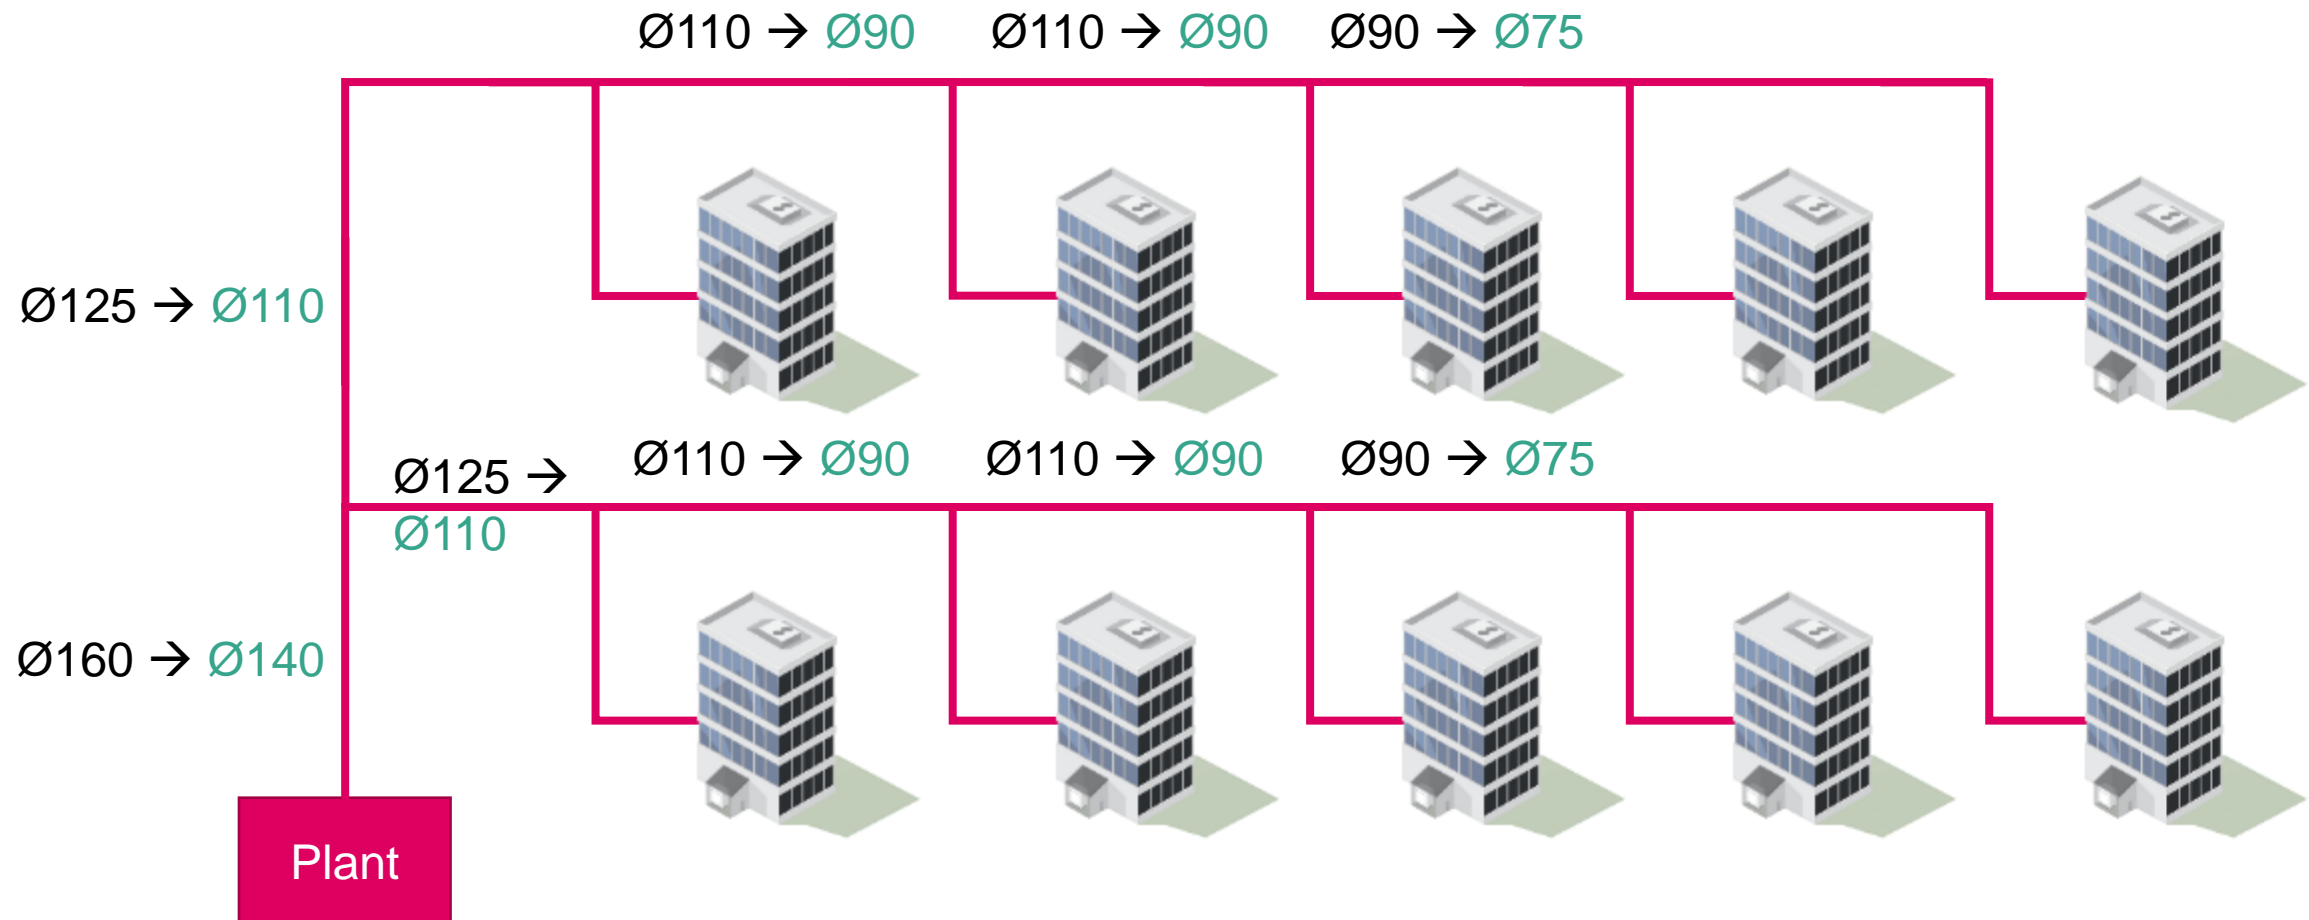 Ø110 → Ø90
Ø110 → Ø90
Ø90 → Ø75
Ø125 → Ø110
Ø125 →
Ø110
Ø110 → Ø90
Ø110 → Ø90
Ø90 → Ø75
Ø160 → Ø140
Plant